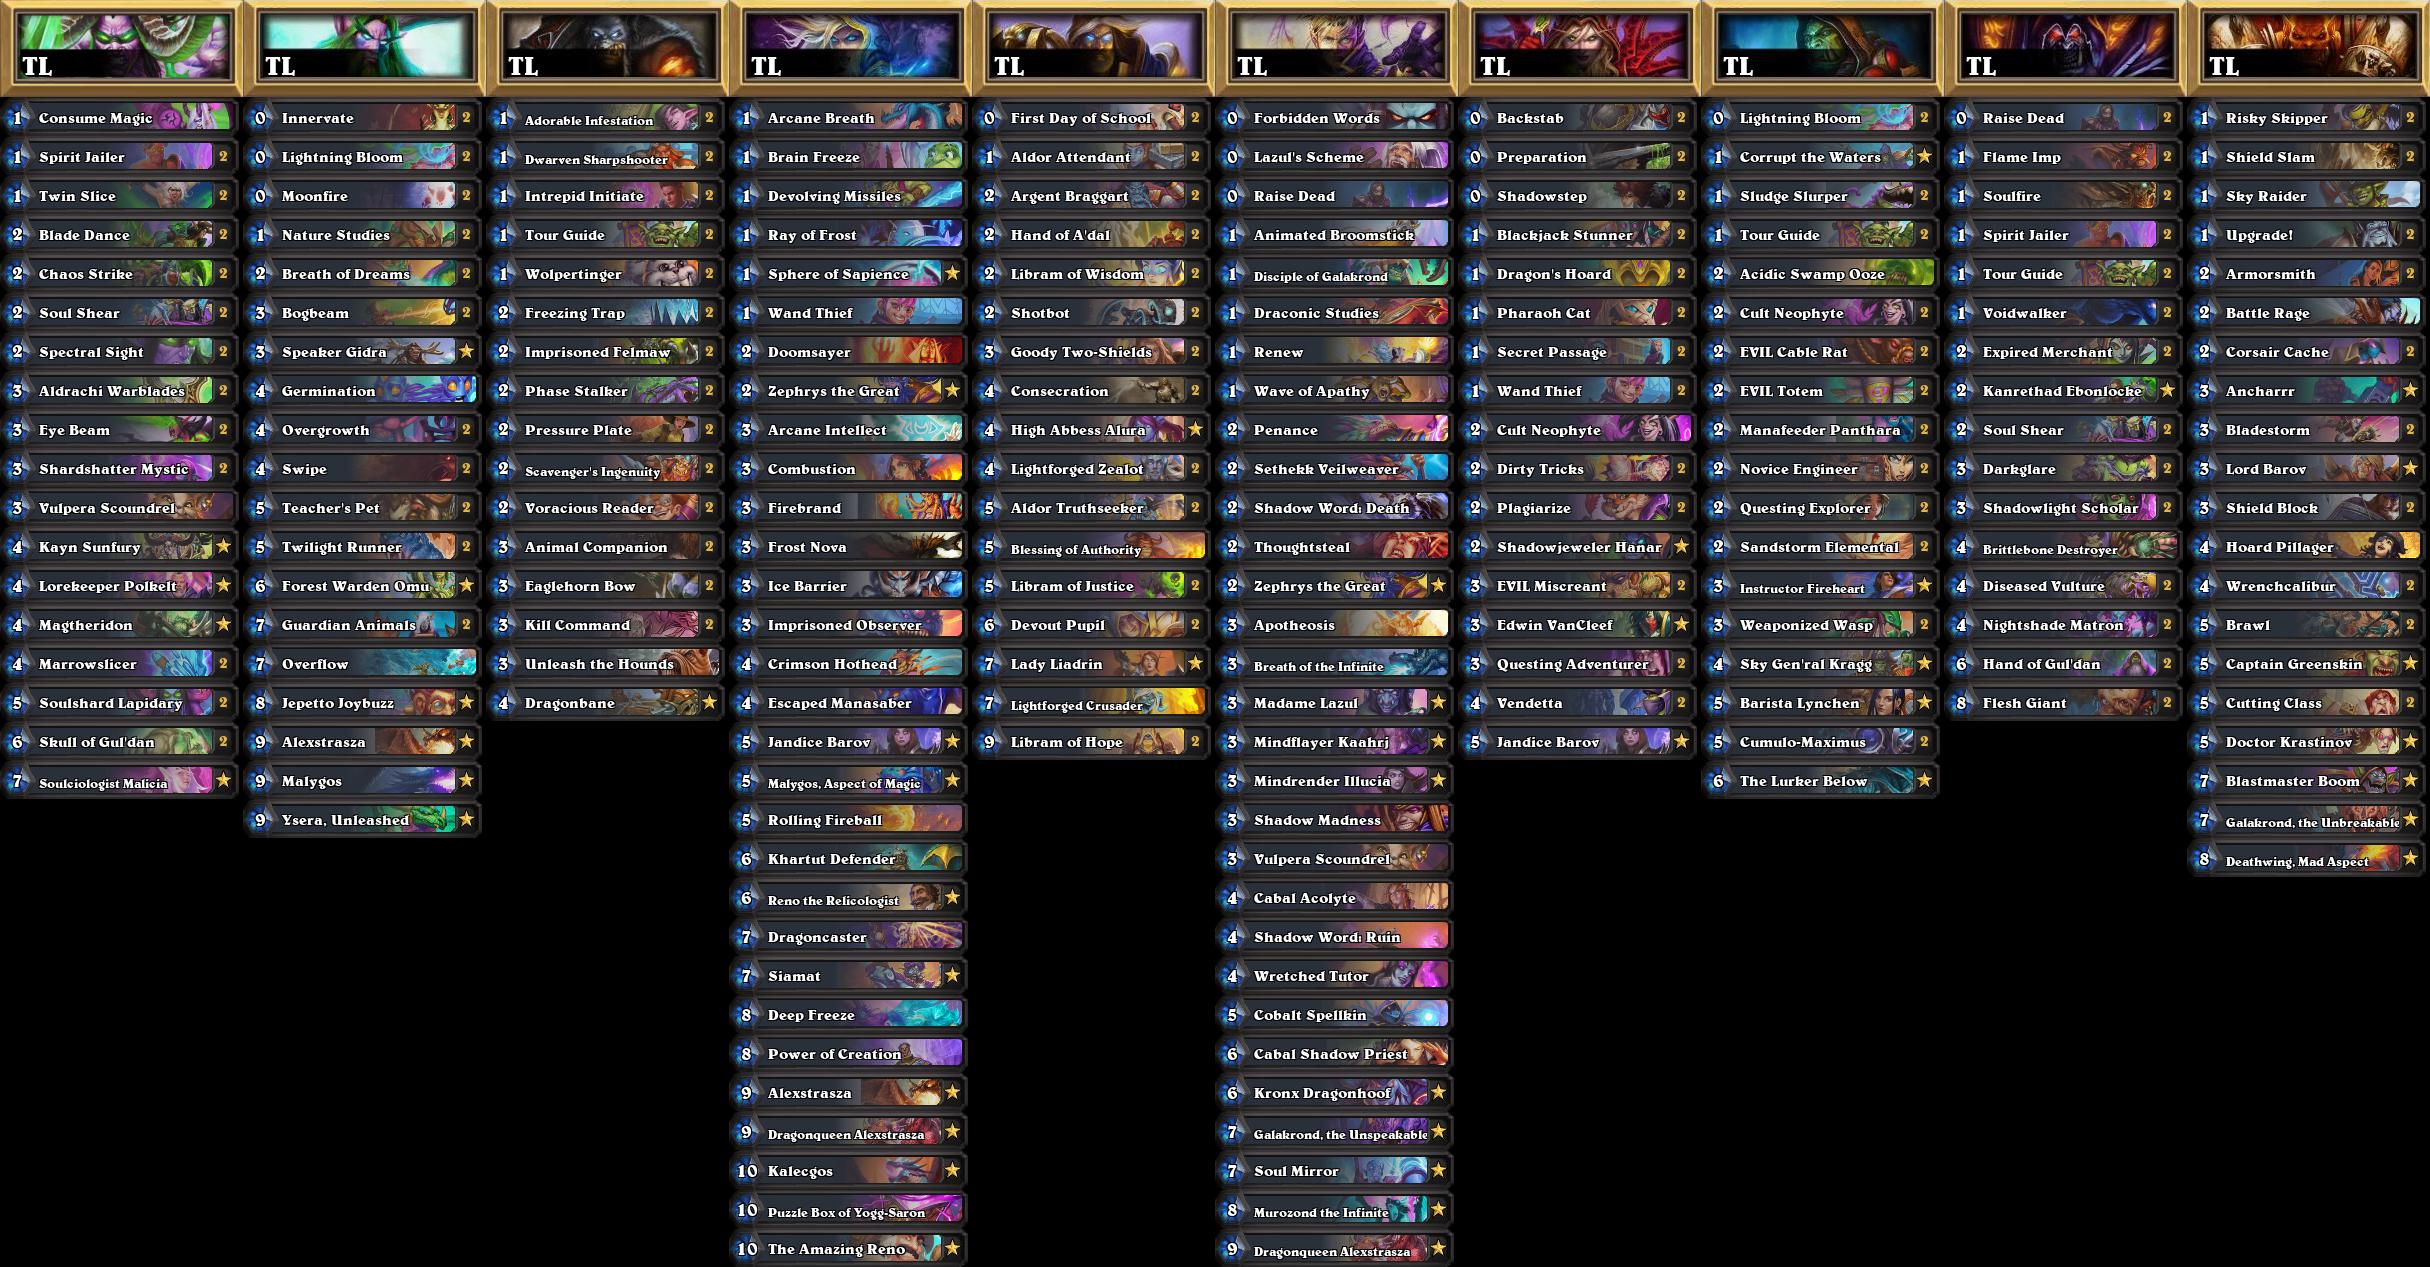 TL
1 Consume Magic
1 Spirit Jailer 2
1 Twin Slice 2
2 Blade Dance 2
2 Chaos Strike 2
2 Soul Shear 2
2 Spectral Sight 2
3 Aldrachi Warblades 2
3 Eye Beam 2
3 Shardshatter Mystic 2
3 Vulpera Scoundrel
4 Kayn Sunfury
4 Lorekeeper Polkelt
4 Magtheridon
4 Marrowslicer 2
5 Soulshard Lapidary 2
6 Skull of Gul'dan 2
7 Soulciologist Malicia
TL
0 Innervate 2
0 Lightning Bloom 2
0 Moonfire 2
1 Nature Studies 2
2 Breath of Dreams 2
3 Bogbeam 2
3 Speaker Gidra
4 Germination
4 Overgrowth 2
4 Swipe 2
5 Teacher's Pet 2
5 Twilight Runner 2
6 Forest Warden Omu
7 Guardian Animals 2
7 Overflow
8 Jepetto Joybuzz
9 Alexstrasza
9 Malygos
9 Ysera, Unleashed
TL
1 Adorable Infestation 2
1 Dwarven Sharpshooter 2
1 Intrepid Initiate 2
1 Tour Guide 2
1 Wolpertinger 2
2 Freezing Trap 2
2 Imprisoned Felmaw 2
2 Phase Stalker 2
2 Pressure Plate 2
2 Scavenger's Ingenuity 2
2 Voracious Reader 2
3 Animal Companion 2
3 Eaglehorn Bow 2
3 Kill Command 2
3 Unleash the Hounds
4 Dragonbane
TL
1 Arcane Breath
1 Brain Freeze
1 Devolving Missiles
1 Ray of Frost
1 Sphere of Sapience
1 Wand Thief
2 Doomsayer
2 Zephrys the Great
3 Arcane Intellect
3 Combustion
3 Firebrand
3 Frost Nova
3 Ice Barrier
3 Imprisoned Observer
4 Crimson Hothead
4 Escaped Manasaber
5 Jandice Barov
5 Malygos, Aspect of Magic
5 Rolling Fireball
6 Khartut Defender
6 Reno the Relicologist
7 Dragoncaster
7 Siamat
8 Deep Freeze
8 Power of Creation
9 Alexstrasza
9 Dragonqueen Alexstrasza
10 Kalecgos
10 Puzzle Box of Yogg-Saron
10 The Amazing Reno
TL
0 First Day of School 2
1 Aldor Attendant 2
2 Argent Braggart 2
2 Hand of A'dal 2
2 Libram of Wisdom 2
2 Shotbot 2
3 Goody Two-Shields 2
4 Consecration 2
4 High Abbess Alura
4 Lightforged Zealot 2
5 Aldor Truthseeker 2
5 Blessing of Authority
5 Libram of Justice 2
6 Devout Pupil 2
7 Lady Liadrin
7 Lightforged Crusader
9 Libram of Hope 2
TL
0 Forbidden Words
0 Lazul's Scheme
0 Raise Dead
1 Animated Broomstick
1 Disciple of Galakrond
1 Draconic Studies
1 Renew
1 Wave of Apathy
2 Penance
2 Sethekk Veilweaver
2 Shadow Word: Death
2 Thoughtsteal
2 Zephrys the Great
3 Apotheosis
3 Breath of the Infinite
3 Madame Lazul
3 Mindflayer Kaahrj
3 Mindrender Illucia
3 Shadow Madness
3 Vulpera Scoundrel
4 Cabal Acolyte
4 Shadow Word: Ruin
4 Wretched Tutor
5 Cobalt Spellkin
6 Cabal Shadow Priest
6 Kronx Dragonhoof
7 Galakrond, the Unspeakable
7 Soul Mirror
8 Murozond the Infinite
9 Dragonqueen Alexstrasza
TL
0 Backstab 2
0 Preparation 2
0 Shadowstep 2
1 Blackjack Stunner 2
1 Dragon's Hoard 2
1 Pharaoh Cat 2
1 Secret Passage 2
1 Wand Thief 2
2 Cult Neophyte
2 Dirty Tricks 2
2 Plagiarize 2
2 Shadowjeweler Hanar
3 EVIL Miscreant 2
3 Edwin VanCleef
3 Questing Adventurer 2
4 Vendetta 2
5 Jandice Barov
TL
0 Lightning Bloom 2
1 Corrupt the Waters
1 Sludge Slurper 2
1 Tour Guide 2
2 Acidic Swamp Ooze
2 Cult Neophyte 2
2 EVIL Cable Rat 2
2 EVIL Totem 2
2 Manafeeder Panthara 2
2 Novice Engineer 2
2 Questing Explorer 2
2 Sandstorm Elemental 2
3 Instructor Fireheart
3 Weaponized Wasp 2
4 Sky Gen'ral Kragg
5 Barista Lynchen
5 Cumulo-Maximus 2
6 The Lurker Below
TL
0 Raise Dead 2
1 Flame Imp 2
1 Soulfire 2
1 Spirit Jailer 2
1 Tour Guide 2
1 Voidwalker 2
2 Expired Merchant 2
2 Kanrethad Ebonlocke
2 Soul Shear 2
3 Darkglare 2
3 Shadowlight Scholar 2
4 Brittlebone Destroyer
4 Diseased Vulture 2
4 Nightshade Matron 2
6 Hand of Gul'dan 2
8 Flesh Giant 2
TL
1 Risky Skipper 2
1 Shield Slam 2
1 Sky Raider
1 Upgrade! 2
2 Armorsmith 2
2 Battle Rage
2 Corsair Cache 2
3 Ancharrr
3 Bladestorm 2
3 Lord Barov
3 Shield Block 2
4 Hoard Pillager
4 Wrenchcalibur 2
5 Brawl 2
5 Captain Greenskin
5 Cutting Class 2
5 Doctor Krastinov
7 Blastmaster Boom
7 Galakrond, the Unbreakable
8 Deathwing, Mad Aspect